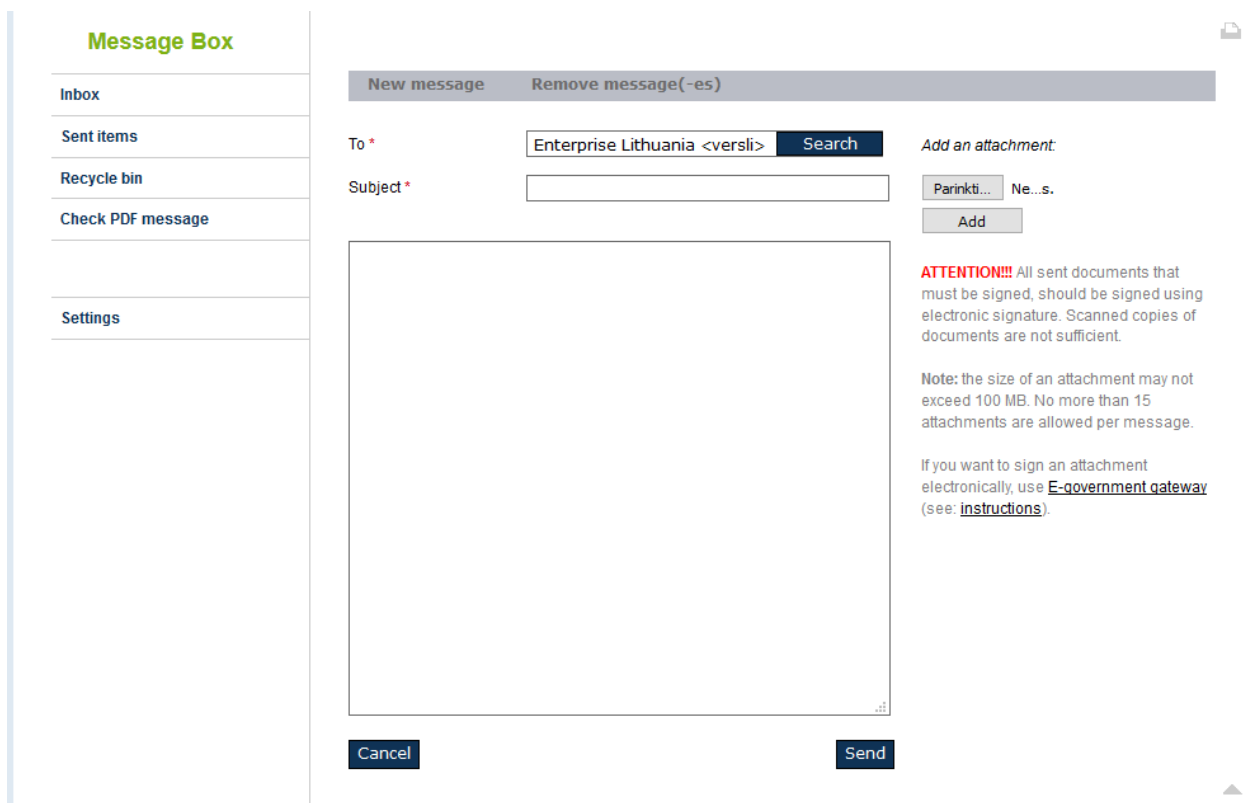 Message Box
Inbox
Sent items
Recycle bin
Check PDF message
Settings
New message Remove message(-es)
To *
Enterprise Lithuania <versli> Search
Subject *
Add an attachment:
Parinkti... Ne...s.
Add
ATTENTION!!! All sent documents that
must be signed, should be signed using
electronic signature. Scanned copies of
documents are not sufficient.
Note: the size of an attachment may not
exceed 100 MB. No more than 15
attachments are allowed per message.
If you want to sign an attachment
electronically, use E-government gateway
(see: instructions).
Cancel Send